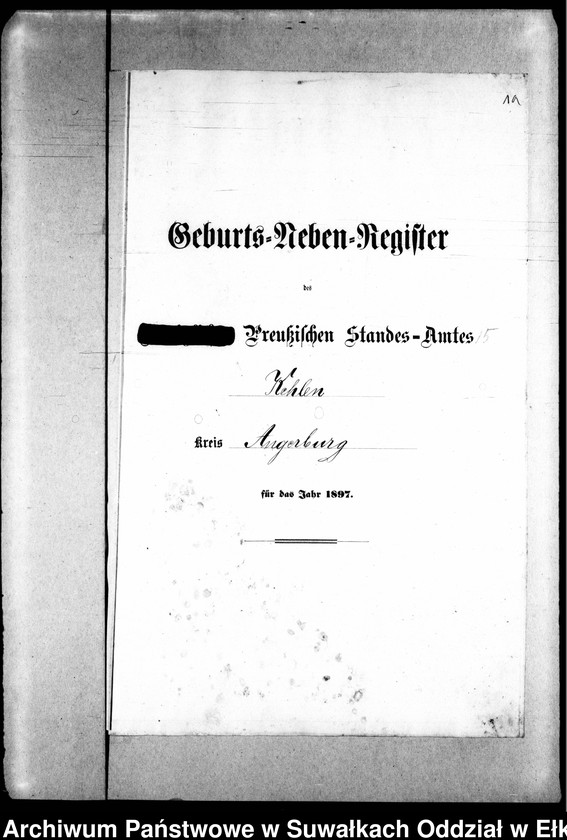 1A
Geburts-Neben-Register
des
Preußischen Standes-Amtes 15
Kehlen
Kreis Angerburg
für das Jahr 1897.
Archiwum Państwowe w Suwałkach Oddział w Ełk